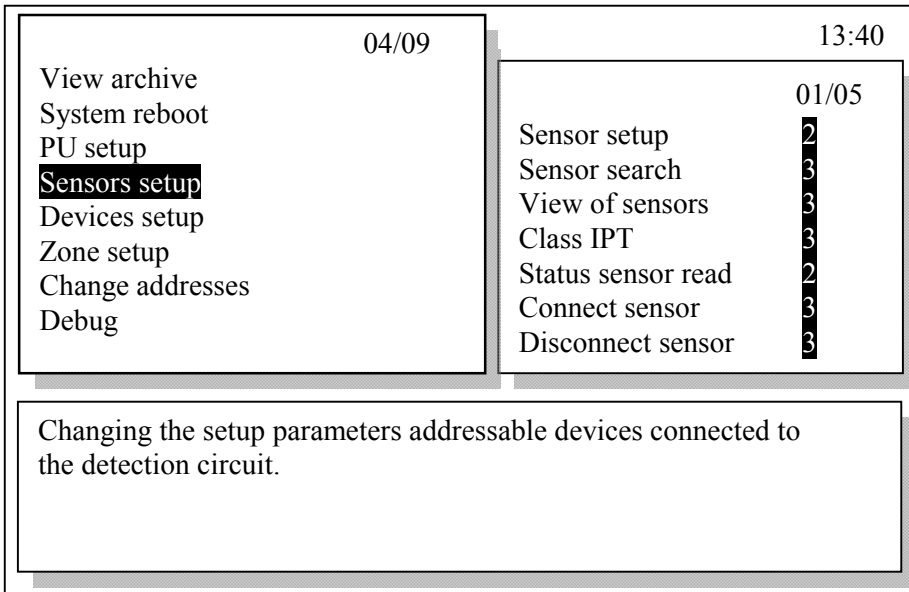 04/09
View archive
System reboot
PU setup
Sensors setup
Devices setup
Zone setup
Change addresses
Debug
13:40
01/05
Sensor setup 2
Sensor search 3
View of sensors 3
Class IPT 3
Status sensor read 2
Connect sensor 3
Disconnect sensor 3
Changing the setup parameters addressable devices connected to
the detection circuit.